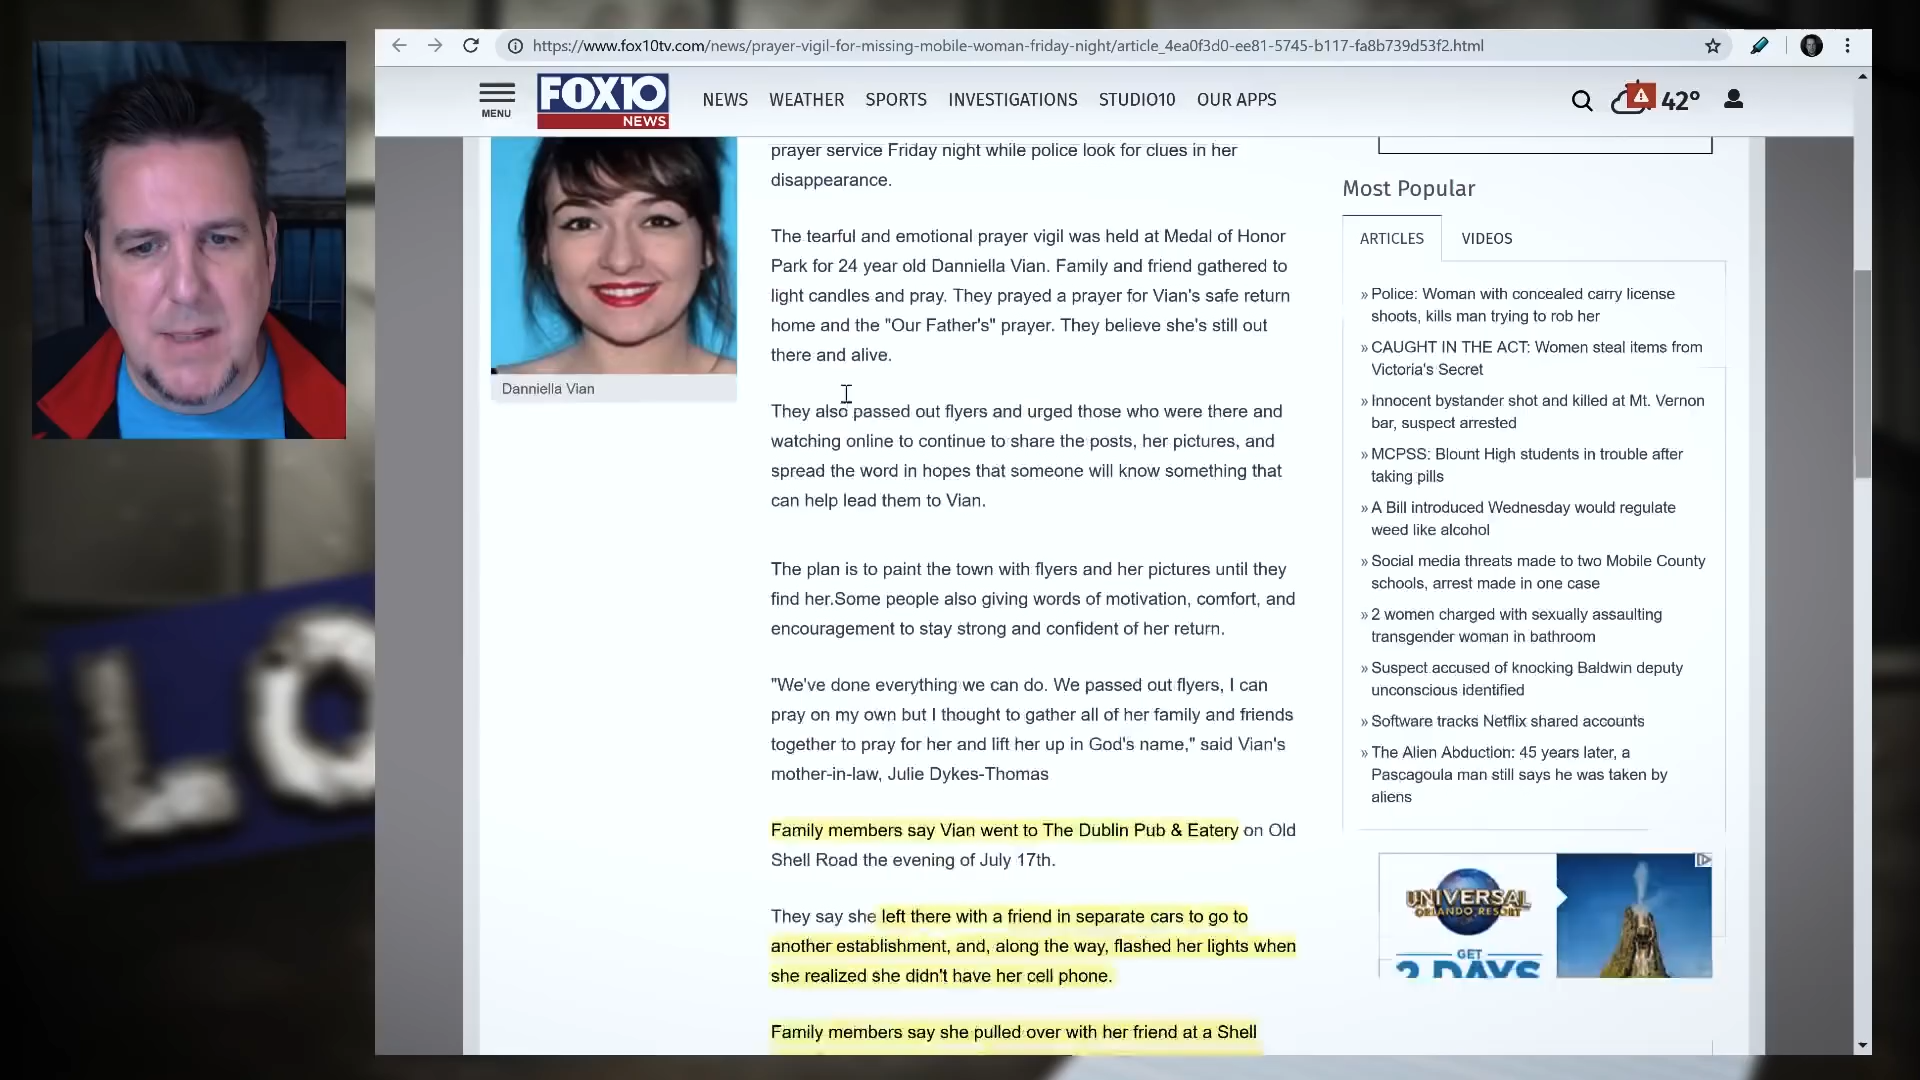 https://www.fox10tv.com/news/prayer-vigil-for-missing-mobile-woman-friday-night/article_4ea0f3d0-ee81-5745-b117-fa8b739d53f2.html
MENU
FOX10
NEWS
NEWS WEATHER SPORTS INVESTIGATIONS STUDIO10 OUR APPS
42°
Danniella Vian
prayer service Friday night while police look for clues in her
disappearance.
The tearful and emotional prayer vigil was held at Medal of Honor
Park for 24 year old Danniella Vian. Family and friend gathered to
light candles and pray. They prayed a prayer for Vian's safe return
home and the "Our Father's" prayer. They believe she's still out
there and alive.
They also passed out flyers and urged those who were there and
watching online to continue to share the posts, her pictures, and
spread the word in hopes that someone will know something that
can help lead them to Vian.
The plan is to paint the town with flyers and her pictures until they
find her.Some people also giving words of motivation, comfort, and
encouragement to stay strong and confident of her return.
"We've done everything we can do. We passed out flyers, I can
pray on my own but I thought to gather all of her family and friends
together to pray for her and lift her up in God's name," said Vian's
mother-in-law, Julie Dykes-Thomas
Family members say Vian went to The Dublin Pub & Eatery on Old
Shell Road the evening of July 17th.
They say she left there with a friend in separate cars to go to
another establishment, and, along the way, flashed her lights when
she realized she didn't have her cell phone.
Family members say she pulled over with her friend at a Shell
Most Popular
ARTICLES VIDEOS
» Police: Woman with concealed carry license
shoots, kills man trying to rob her
» CAUGHT IN THE ACT: Women steal items from
Victoria's Secret
» Innocent bystander shot and killed at Mt. Vernon
bar, suspect arrested
» MCPSS: Blount High students in trouble after
taking pills
» A Bill introduced Wednesday would regulate
weed like alcohol
» Social media threats made to two Mobile County
schools, arrest made in one case
» 2 women charged with sexually assaulting
transgender woman in bathroom
» Suspect accused of knocking Baldwin deputy
unconscious identified
» Software tracks Netflix shared accounts
» The Alien Abduction: 45 years later, a
Pascagoula man still says he was taken by
aliens
UNIVERSAL
ORLANDO RESORT
GET
2 DAYS
LO